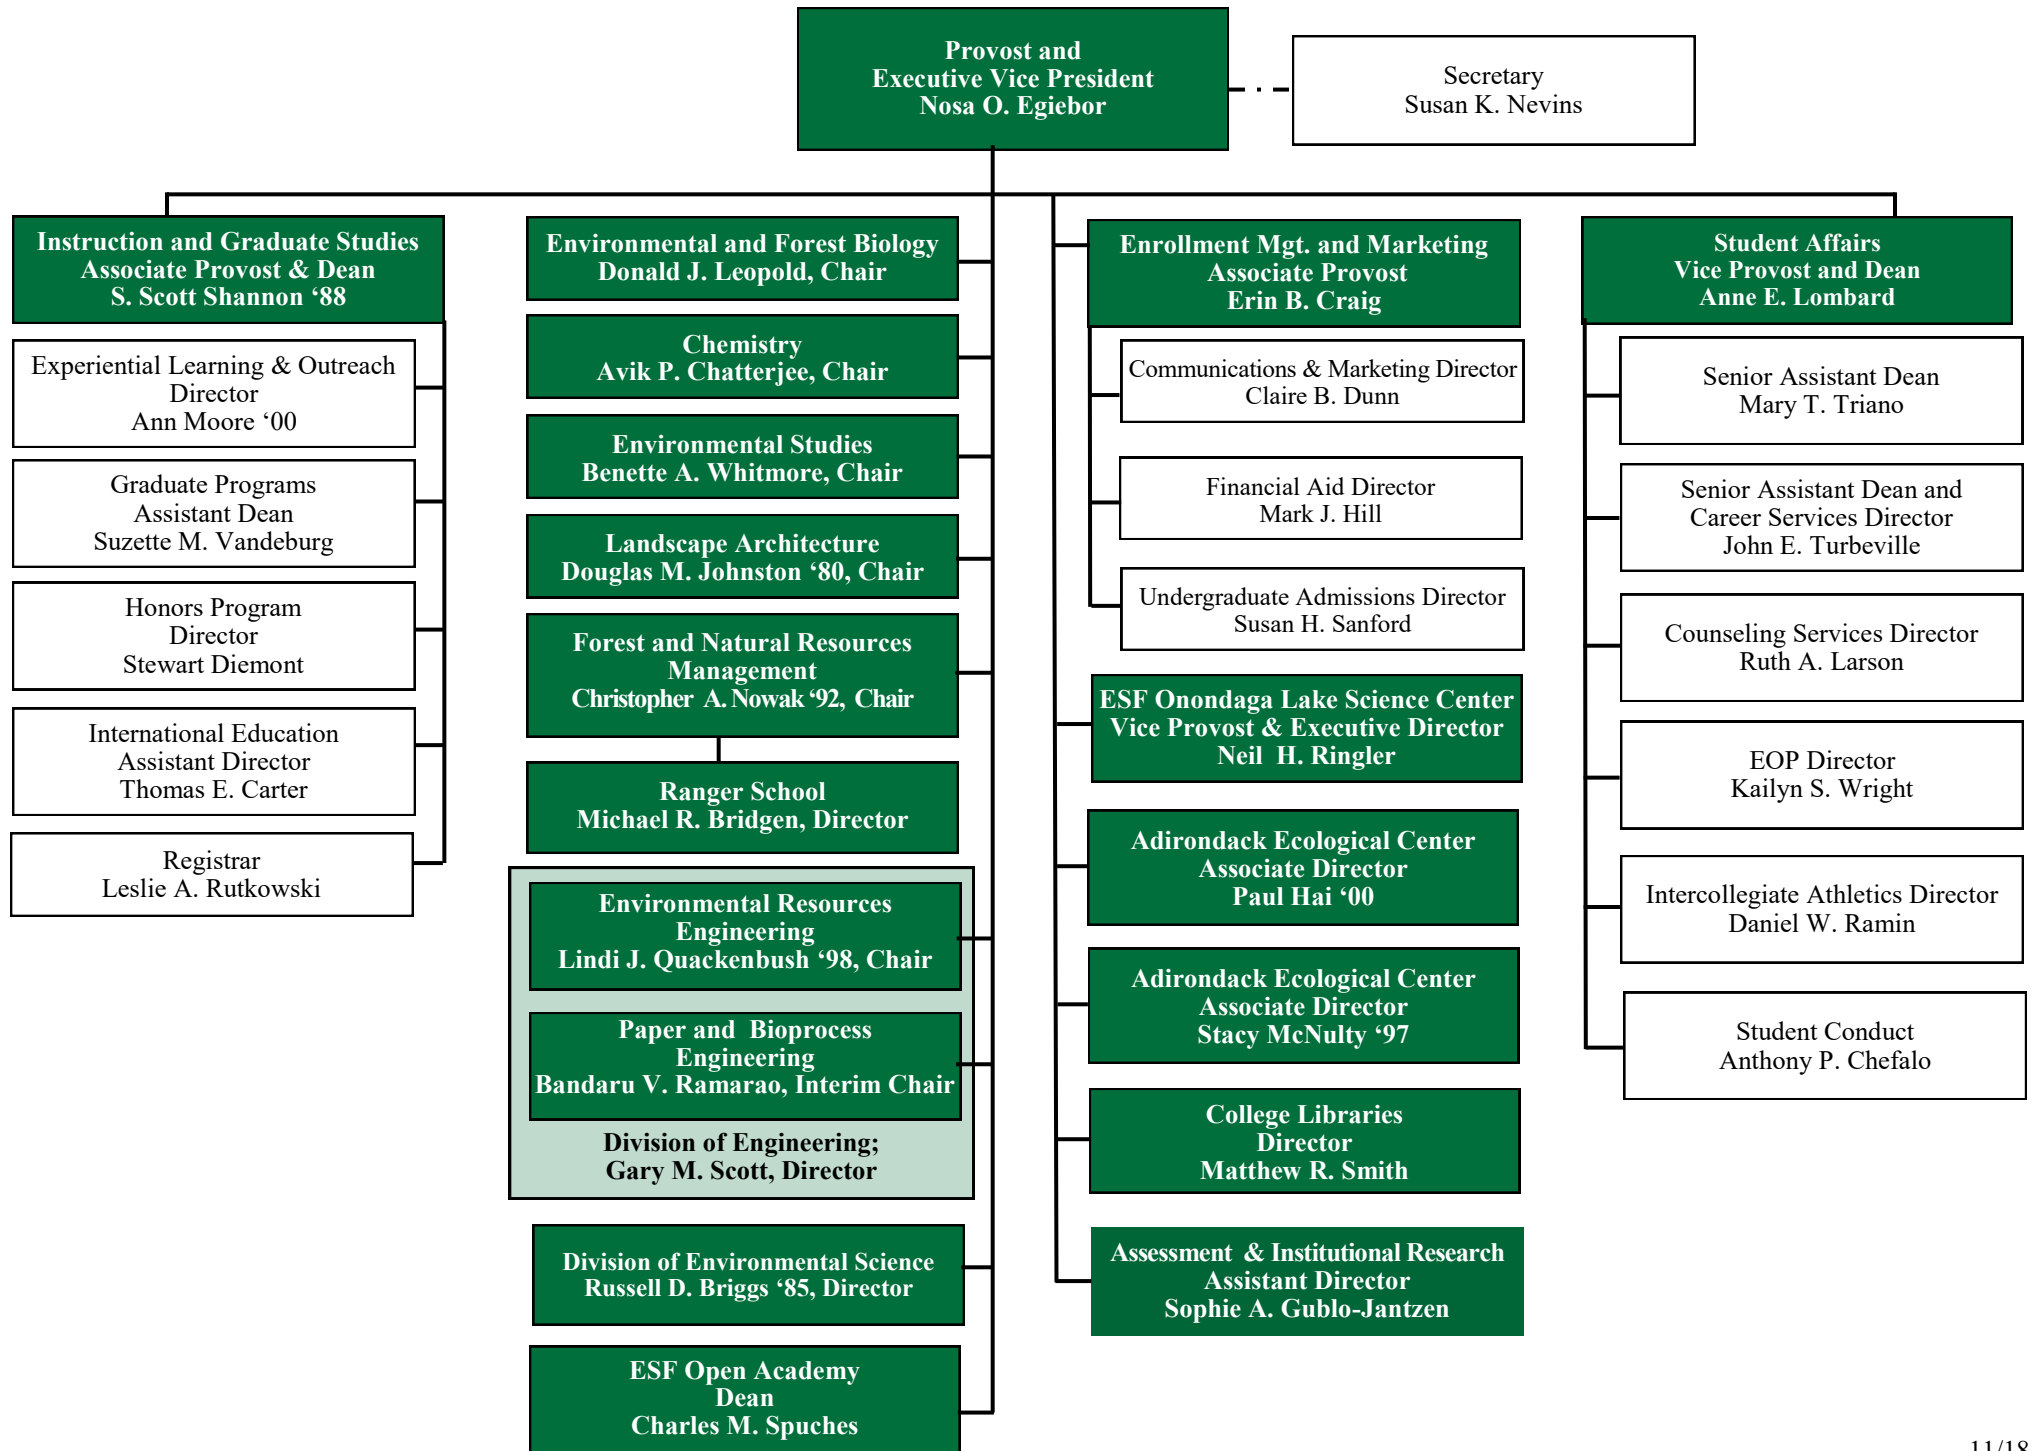 Provost and
Executive Vice President
Nosa O. Egiebor
Secretary
Susan K. Nevins
Instruction and Graduate Studies
Associate Provost & Dean
S. Scott Shannon ‘88
Experiential Learning & Outreach
Director
Ann Moore ‘00
Graduate Programs
Assistant Dean
Suzette M. Vandeburg
Honors Program
Director
Stewart Diemont
International Education
Assistant Director
Thomas E. Carter
Registrar
Leslie A. Rutkowski
Environmental and Forest Biology
Donald J. Leopold, Chair
Chemistry
Avik P. Chatterjee, Chair
Environmental Studies
Benette A. Whitmore, Chair
Landscape Architecture
Douglas M. Johnston ‘80, Chair
Forest and Natural Resources
Management
Christopher A. Nowak ‘92, Chair
Ranger School
Michael R. Bridgen, Director
Environmental Resources
Engineering
Lindi J. Quackenbush ‘98, Chair
Paper and Bioprocess
Engineering
Bandaru V. Ramarao, Interim Chair
Division of Engineering;
Gary M. Scott, Director
Division of Environmental Science
Russell D. Briggs ‘85, Director
ESF Open Academy
Dean
Charles M. Spuches
Enrollment Mgt. and Marketing
Associate Provost
Erin B. Craig
Communications & Marketing Director
Claire B. Dunn
Financial Aid Director
Mark J. Hill
Undergraduate Admissions Director
Susan H. Sanford
ESF Onondaga Lake Science Center
Vice Provost & Executive Director
Neil H. Ringler
Adirondack Ecological Center
Associate Director
Paul Hai ‘00
Adirondack Ecological Center
Associate Director
Stacy McNulty ‘97
College Libraries
Director
Matthew R. Smith
Assessment & Institutional Research
Assistant Director
Sophie A. Gublo-Jantzen
Student Affairs
Vice Provost and Dean
Anne E. Lombard
Senior Assistant Dean
Mary T. Triano
Senior Assistant Dean and
Career Services Director
John E. Turbeville
Counseling Services Director
Ruth A. Larson
EOP Director
Kailyn S. Wright
Intercollegiate Athletics Director
Daniel W. Ramin
Student Conduct
Anthony P. Chefalo
11/18